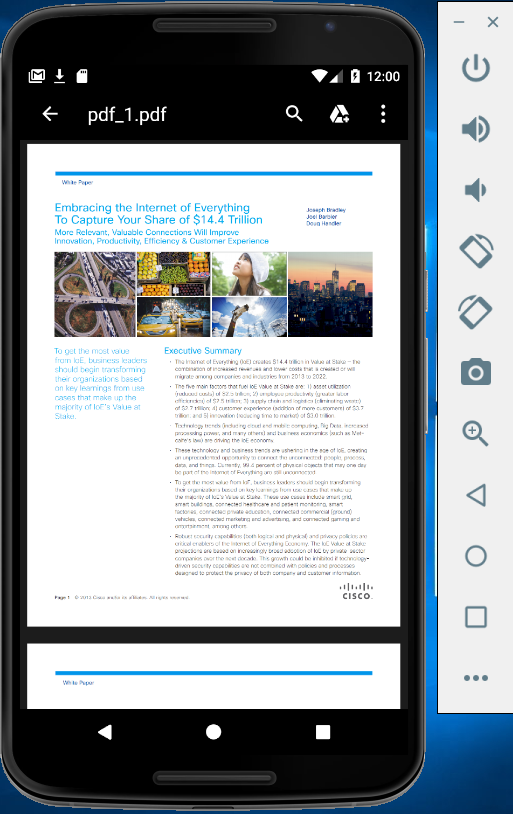 12:00
pdf_1.pdf
White Paper
Embracing the Internet of Everything
To Capture Your Share of $14.4 Trillion
More Relevant, Valuable Connections Will Improve
Innovation, Productivity, Efficiency & Customer Experience
Joseph Bradley
Joel Barbier
Doug Handler
To get the most value
from IoE, business leaders
should begin transforming
their organizations based
on key learnings from use
cases that make up the
majority of IoE's Value at
Stake.
Executive Summary
• The Internet of Everything (IoE) creates $14.4 trillion in Value at Stake — the
combination of increased revenues and lower costs that is created or will
migrate among companies and industries from 2013 to 2022.
• The five main factors that fuel IoE Value at Stake are: 1) asset utilization
(reduced costs) of $2.5 trillion; 2) employee productivity (greater labor
efficiencies) of $2.5 trillion; 3) supply chain and logistics (eliminating waste)
of $2.7 trillion; 4) customer experience (addition of more customers) of $3.7
trillion; and 5) innovation (reducing time to market) of $3.0 trillion.
• Technology trends (including cloud and mobile computing, Big Data, increased
processing power, and many others) and business economics (such as Met-
calfe's law) are driving the IoE economy.
• These technology and business trends are ushering in the age of IoE, creating
an unprecedented opportunity to connect the unconnected: people, process,
data, and things. Currently, 99.4 percent of physical objects that may one day
be part of the Internet of Everything are still unconnected.
• To get the most value from IoE, business leaders should begin transforming
their organizations based on key learnings from use cases that make up
the majority of IoE's Value at Stake. These use cases include smart grid,
smart buildings, connected healthcare and patient monitoring, smart
factories, connected private education, connected commercial (ground)
vehicles, connected marketing and advertising, and connected gaming and
entertainment, among others.
• Robust security capabilities (both logical and physical) and privacy policies are
critical enablers of the Internet of Everything Economy. The IoE Value at Stake
projections are based on increasingly broad adoption of IoE by private sector
companies over the next decade. This growth could be inhibited if technology-
driven security capabilities are not combined with policies and processes
designed to protect the privacy of both company and customer information.
Page 1 © 2013 Cisco and/or its affiliates. All rights reserved.
CISCO.
White Paper